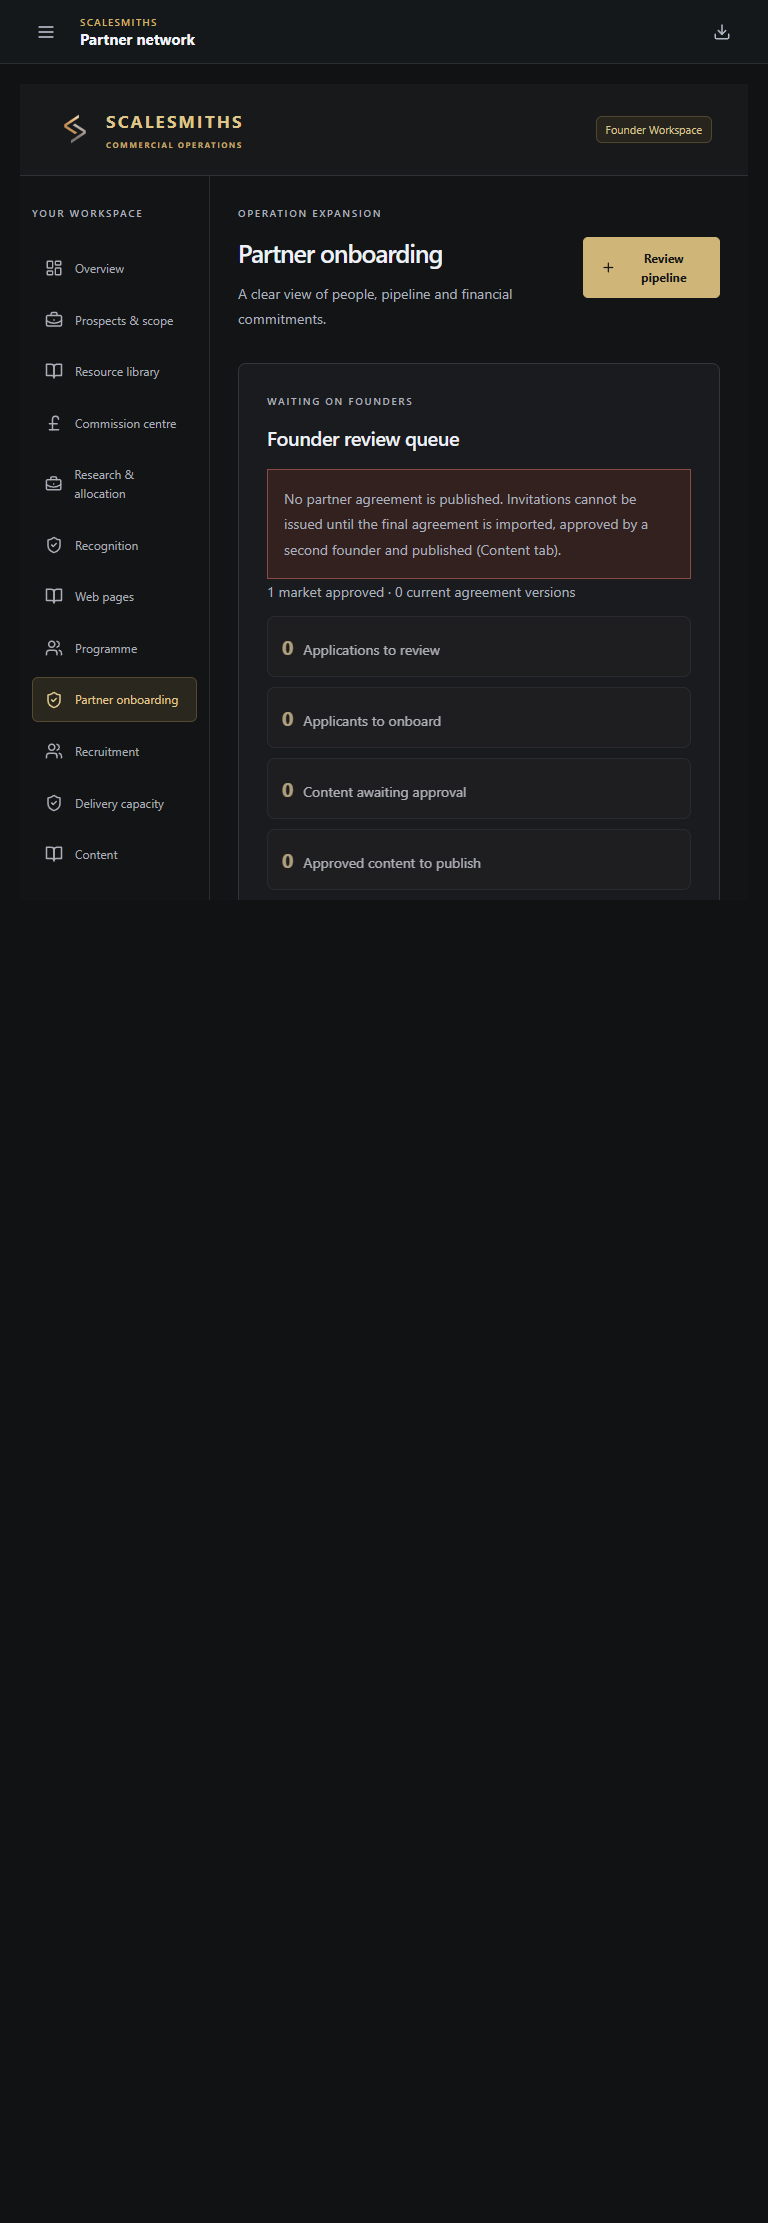 SCALESMITHS
Partner network
SCALESMITHS
COMMERCIAL OPERATIONS
Founder Workspace
YOUR WORKSPACE
Overview
Prospects & scope
Resource library
Commission centre
Research &
allocation
Recognition
Web pages
Programme
Partner onboarding
Recruitment
Delivery capacity
Content
OPERATION EXPANSION
Partner onboarding
A clear view of people, pipeline and financial
commitments.
Review
pipeline
WAITING ON FOUNDERS
Founder review queue
No partner agreement is published. Invitations cannot be
issued until the final agreement is imported, approved by a
second founder and published (Content tab).
1 market approved · 0 current agreement versions
0 Applications to review
0 Applicants to onboard
0 Content awaiting approval
0 Approved content to publish